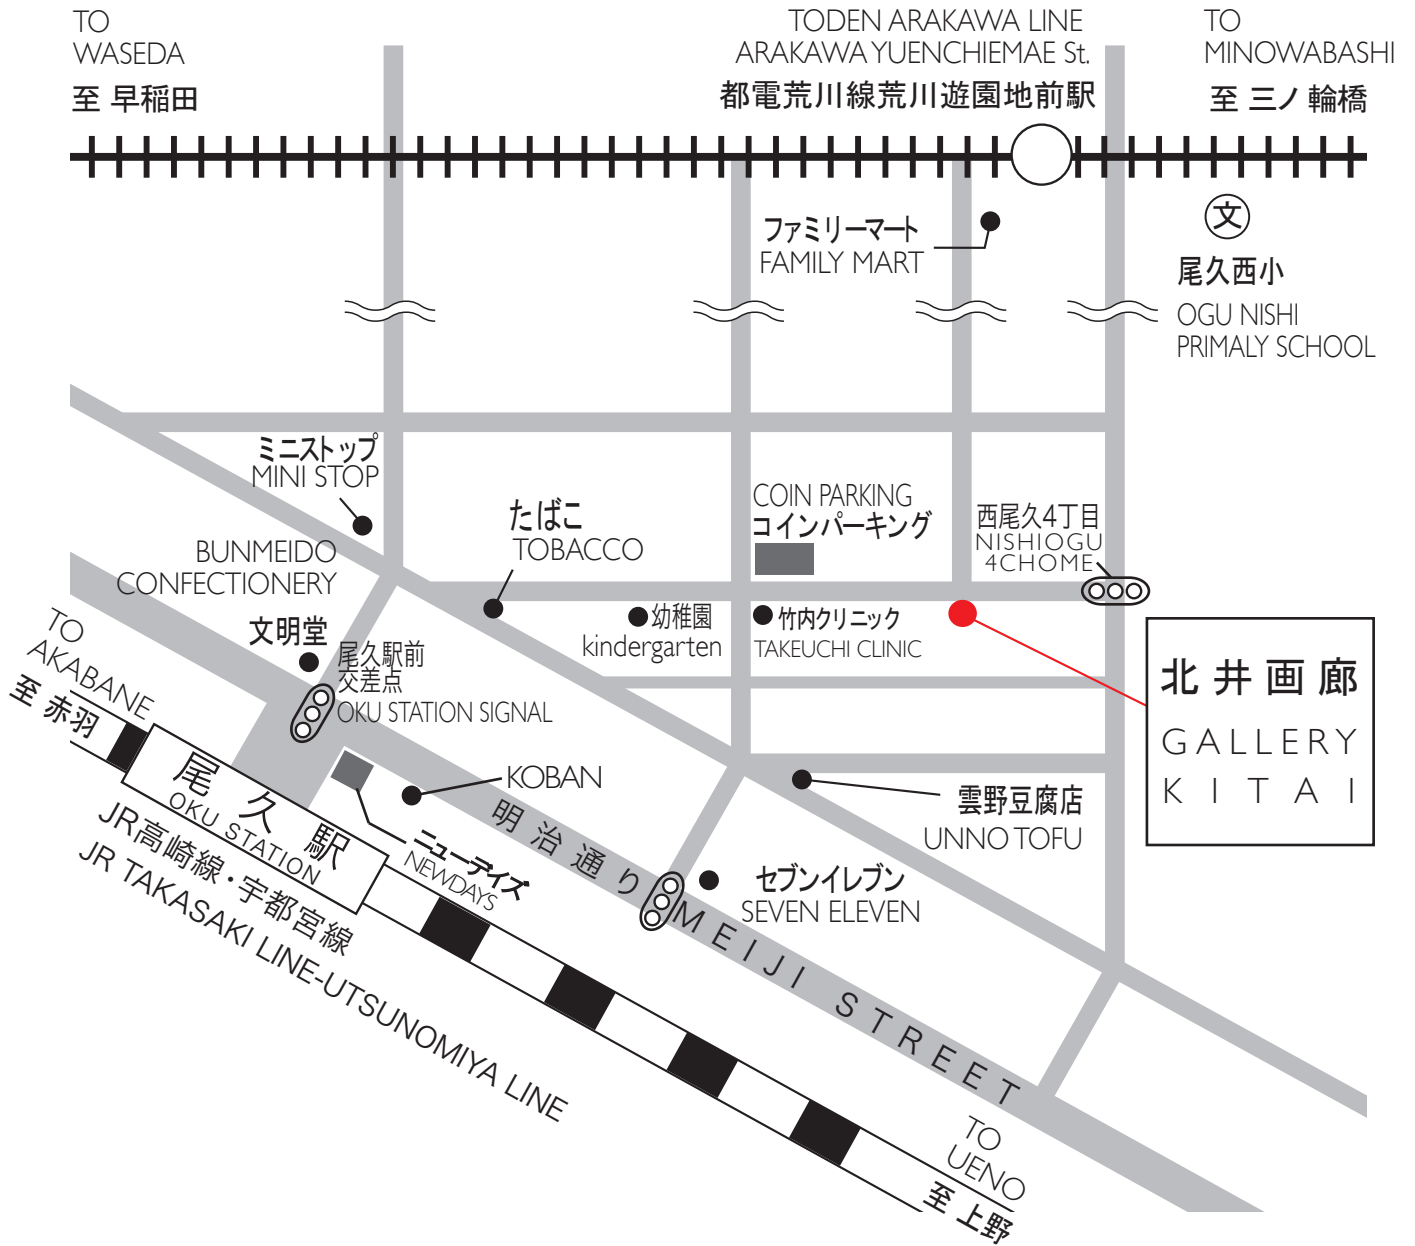 TO
WASEDA
至 早稲田
TODEN ARAKAWA LINE
ARAKAWA YUENCHIEMAE St.
都電荒川線荒川遊園地前駅
TO
MINOWABASHI
至 三ノ輪橋
文
尾久西小
OGU NISHI
PRIMALY SCHOOL
ファミリーマート
FAMILY MART
ミニストップ
MINI STOP
たばこ
TOBACCO
COIN PARKING
コインパーキング
西尾久4丁目
NISHIOGU
4CHOME
BUNMEIDO
CONFECTIONERY
文明堂
幼稚園
kindergarten
竹内クリニック
TAKEUCHI CLINIC
尾久駅前
交差点
OKU STATION SIGNAL
北井画廊
GALLERY
KITAI
TO
AKABANE
至 赤羽
尾久駅
OKU STATION
JR高崎線・宇都宮線
JR TAKASAKI LINE-UTSUNOMIYA LINE
KOBAN
ニューデイズ
NEWDAYS
明治通り
MEIJI STREET
雲野豆腐店
UNNO TOFU
セブンイレブン
SEVEN ELEVEN
TO
UENO
至 上野